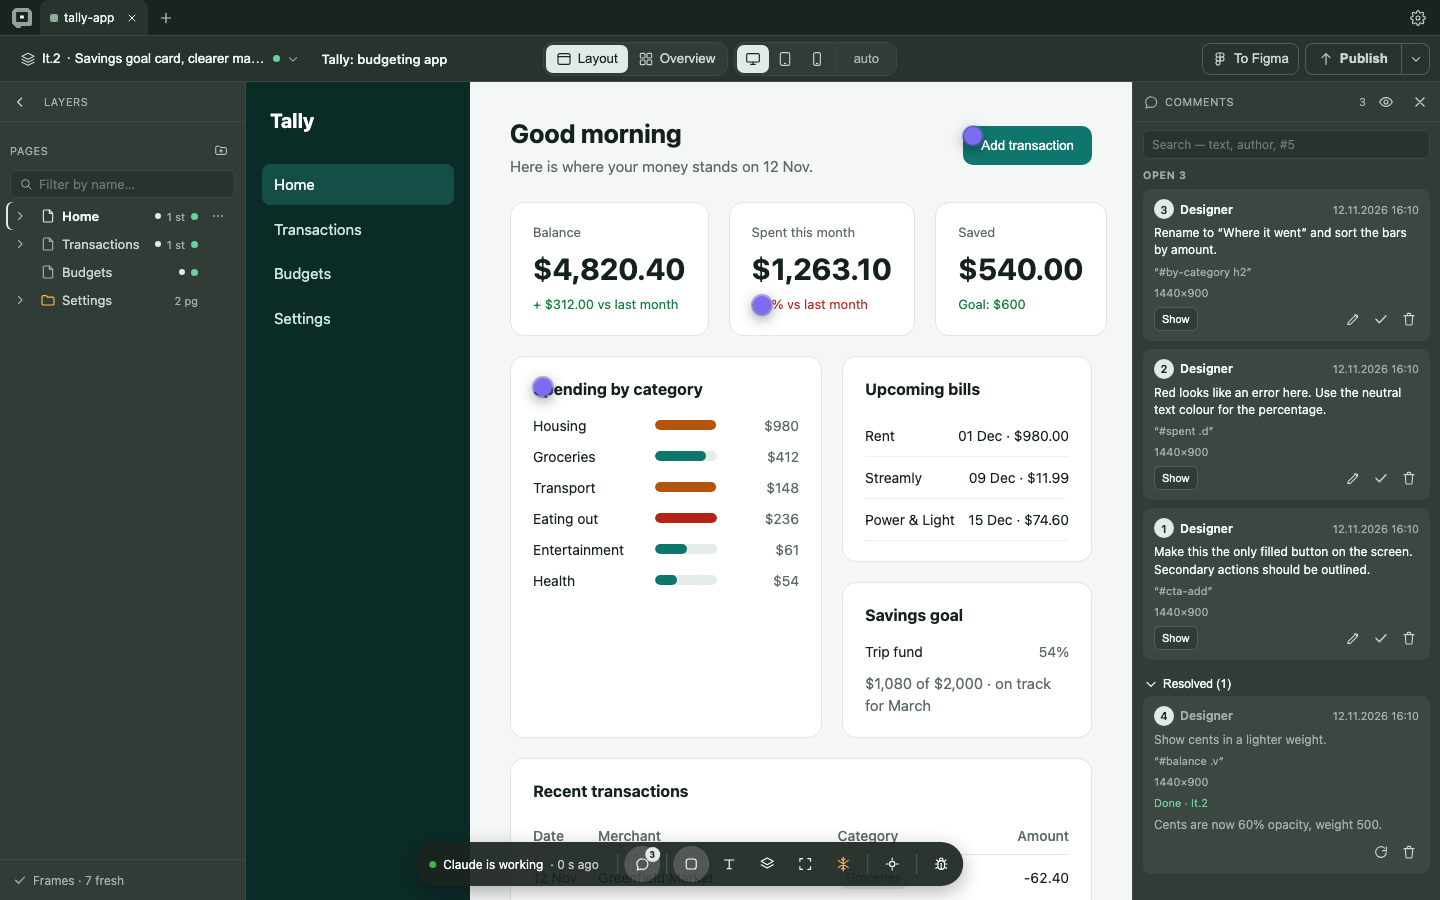 tally-app
It.2 · Savings goal card, clearer ma...
Tally: budgeting app
Layout
Overview
auto
To Figma
Publish
LAYERS
PAGES
Filter by name...
Home
1 st
Transactions
1 st
Budgets
Settings
2 pg
Frames · 7 fresh
Tally
Home
Transactions
Budgets
Settings
Good morning
Here is where your money stands on 12 Nov.
Add transaction
Balance
$4,820.40
+ $312.00 vs last month
Spent this month
$1,263.10
% vs last month
Saved
$540.00
Goal: $600
Spending by category
Housing $980
Groceries $412
Transport $148
Eating out $236
Entertainment $61
Health $54
Upcoming bills
Rent 01 Dec · $980.00
Streamly 09 Dec · $11.99
Power & Light 15 Dec · $74.60
Savings goal
Trip fund 54%
$1,080 of $2,000 · on track
for March
Recent transactions
Date Merchant Category Amount
12 Nov Greenfield Market Groceries -62.40
Claude is working · 0 s ago
3
COMMENTS
3
Search — text, author, #5
OPEN 3
3 Designer 12.11.2026 16:10
Rename to “Where it went” and sort the bars
by amount.
"#by-category h2"
1440×900
Show
2 Designer 12.11.2026 16:10
Red looks like an error here. Use the neutral
text colour for the percentage.
"#spent .d"
1440×900
Show
1 Designer 12.11.2026 16:10
Make this the only filled button on the screen.
Secondary actions should be outlined.
"#cta-add"
1440×900
Show
Resolved (1)
4 Designer 12.11.2026 16:10
Show cents in a lighter weight.
"#balance .v"
1440×900
Done · It.2
Cents are now 60% opacity, weight 500.